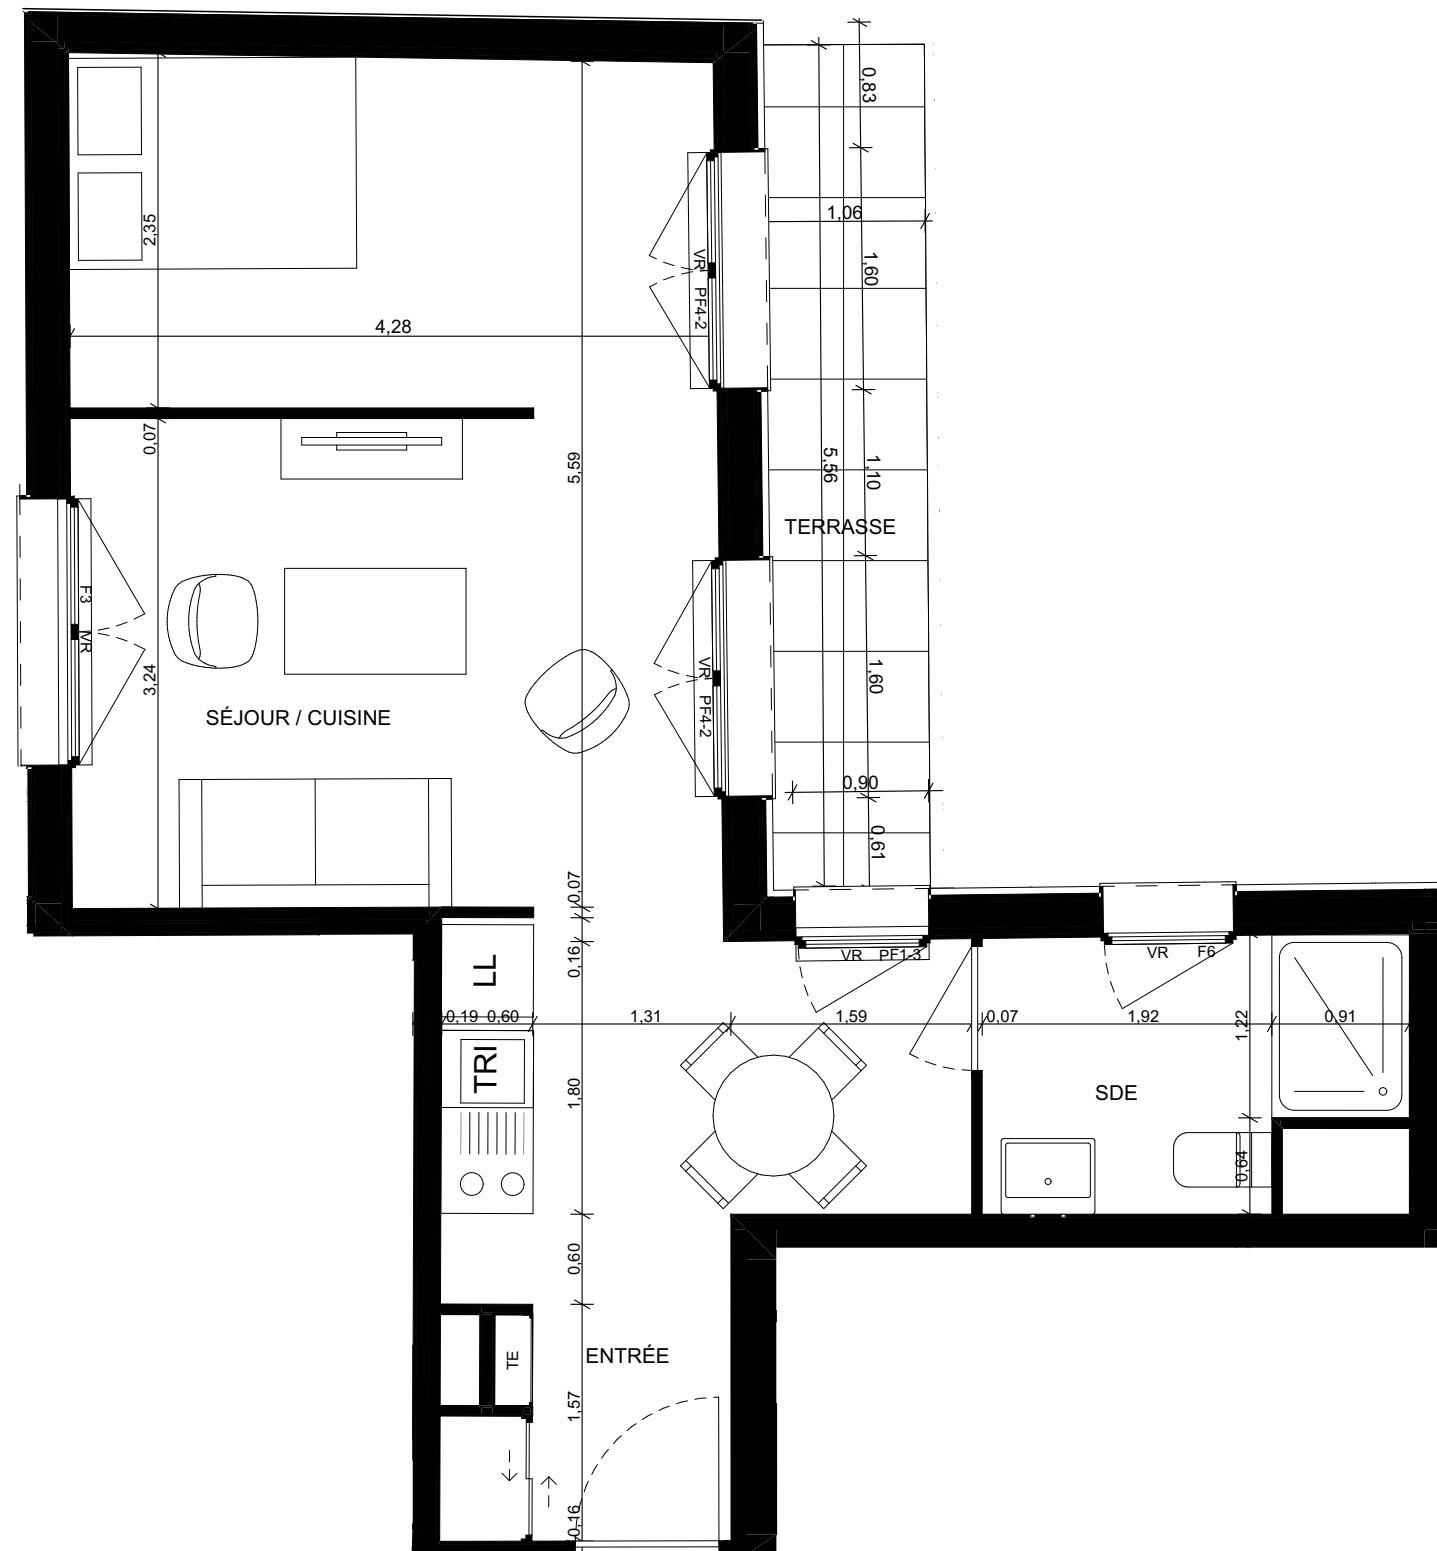 0,83
2,35
1,06
VR PF4-2
1,60
4,28
0,07
5,59
5,56
1,10
TERRASSE
F3 VR
3,24
VR PF4-2
1,60
SÉJOUR / CUISINE
0,90
0,61
0,07
0,16
LL
VR PF1-3
VR F6
0,19 0,60
1,31
1,59
0,07
1,92
1,22
0,91
TRI
1,80
SDE
0,64
0,60
ENTRÉE
TE
1,57
0,16